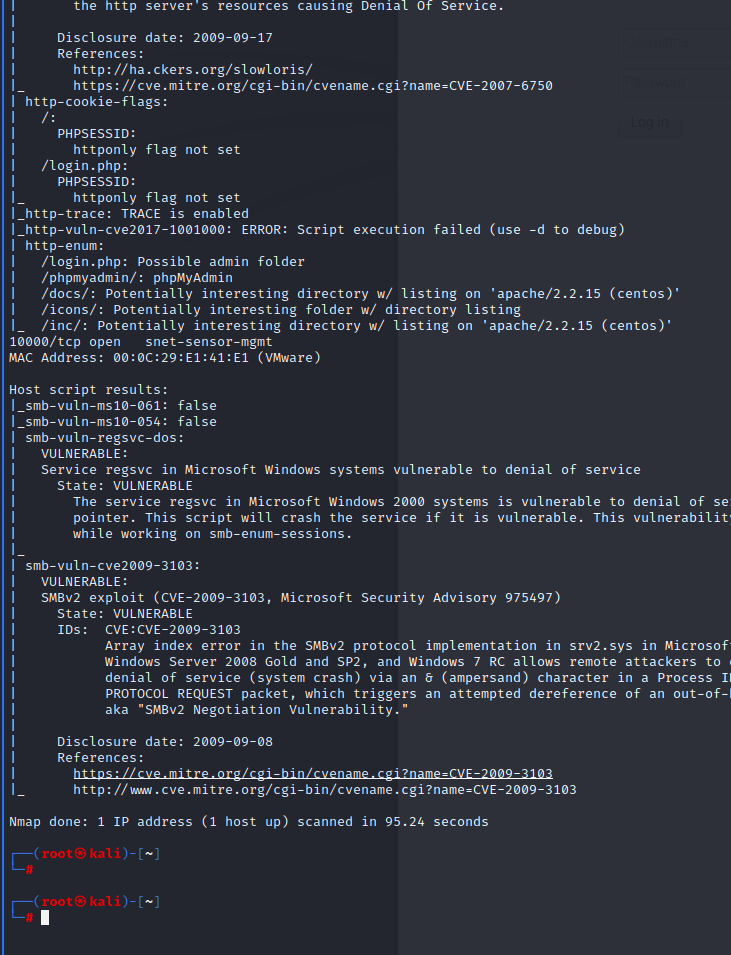 |       the http server's resources causing Denial Of Service.
|
|     Disclosure date: 2009-09-17
|     References:
|       http://ha.ckers.org/slowloris/
|_      https://cve.mitre.org/cgi-bin/cvename.cgi?name=CVE-2007-6750
| http-cookie-flags:
|   /:
|     PHPSESSID:
|       httponly flag not set
|   /login.php:
|     PHPSESSID:
|_      httponly flag not set
|_http-trace: TRACE is enabled
|_http-vuln-cve2017-1001000: ERROR: Script execution failed (use -d to debug)
| http-enum:
|   /login.php: Possible admin folder
|   /phpmyadmin/: phpMyAdmin
|   /docs/: Potentially interesting directory w/ listing on 'apache/2.2.15 (centos)'
|   /icons/: Potentially interesting folder w/ directory listing
|_  /inc/: Potentially interesting directory w/ listing on 'apache/2.2.15 (centos)'
10000/tcp open   snet-sensor-mgmt
MAC Address: 00:0C:29:E1:41:E1 (VMware)

Host script results:
|_smb-vuln-ms10-061: false
|_smb-vuln-ms10-054: false
| smb-vuln-regsvc-dos:
|   VULNERABLE:
|   Service regsvc in Microsoft Windows systems vulnerable to denial of service
|     State: VULNERABLE
|       The service regsvc in Microsoft Windows 2000 systems is vulnerable to denial of se
|       pointer. This script will crash the service if it is vulnerable. This vulnerability
|       while working on smb-enum-sessions.
|_
| smb-vuln-cve2009-3103:
|   VULNERABLE:
|   SMBv2 exploit (CVE-2009-3103, Microsoft Security Advisory 975497)
|     State: VULNERABLE
|     IDs:  CVE:CVE-2009-3103
|           Array index error in the SMBv2 protocol implementation in srv2.sys in Microsof
|           Windows Server 2008 Gold and SP2, and Windows 7 RC allows remote attackers to
|           denial of service (system crash) via an & (ampersand) character in a Process I
|           PROTOCOL REQUEST packet, which triggers an attempted dereference of an out-of-
|           aka "SMBv2 Negotiation Vulnerability."
|
|     Disclosure date: 2009-09-08
|     References:
|       https://cve.mitre.org/cgi-bin/cvename.cgi?name=CVE-2009-3103
|_      http://www.cve.mitre.org/cgi-bin/cvename.cgi?name=CVE-2009-3103

Nmap done: 1 IP address (1 host up) scanned in 95.24 seconds

┌──(root㉿kali)-[~]
└─#

┌──(root㉿kali)-[~]
└─#
Username
Password
Log in